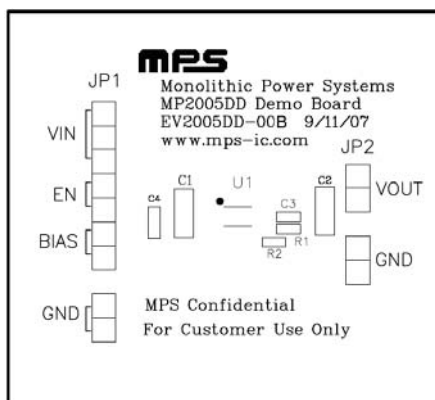 MPS
JP1
Monolithic Power Systems
MP2005DD Demo Board
EV2005DD-00B 9/11/07
www.mps-ic.com
VIN
JP2
EN
C4
C1
U1
C3
C2
VOUT
BIAS
R1
R2
GND
GND
MPS Confidential
For Customer Use Only